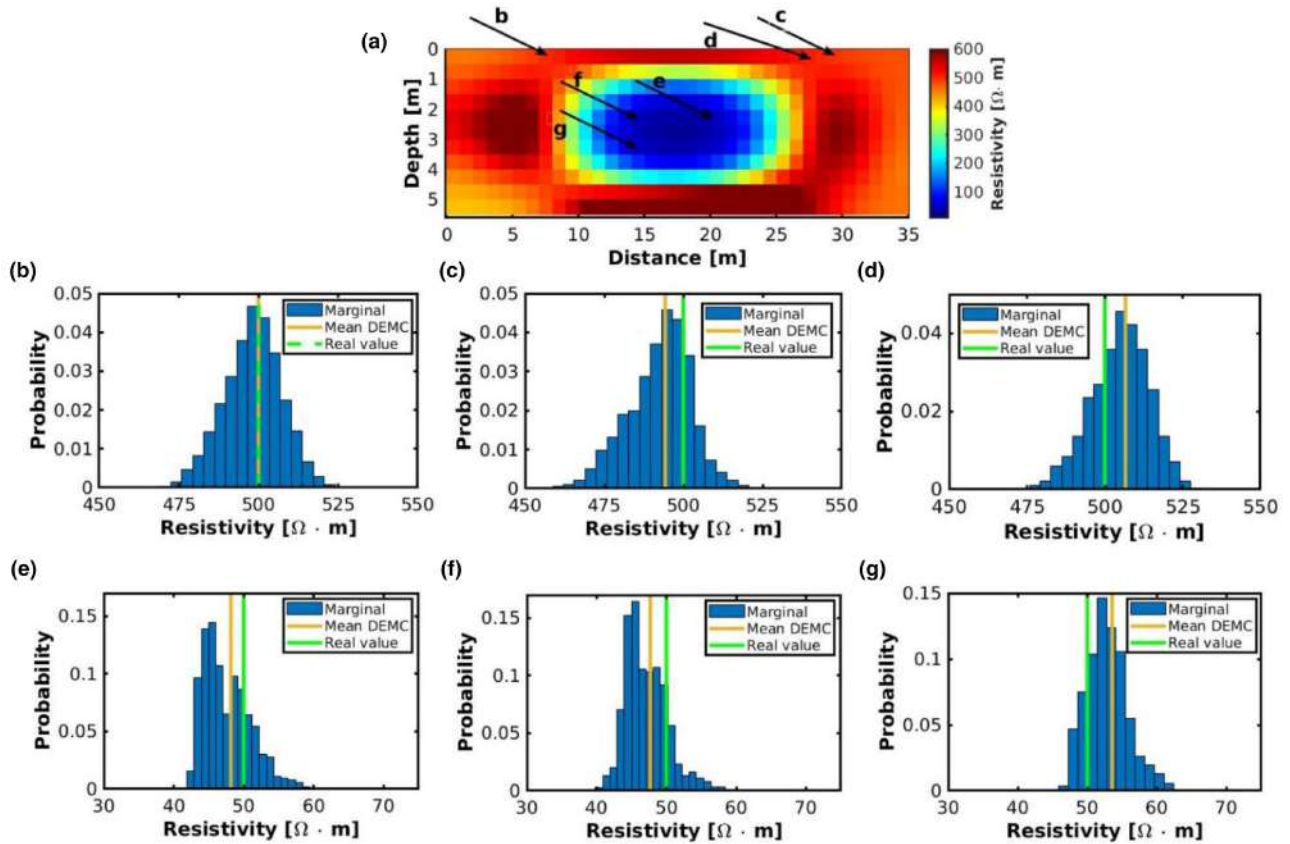 b
c
(a)
d
0
1
2
3
4
5
Depth [m]
f
e
g
0 5 10 15 20 25 30 35
Distance [m]
600
500
400
300
200
100
Resistivity [Ω · m]
(b)
0.05
0.04
0.03
0.02
0.01
0
Probability
Marginal
Mean DEMC
Real value
450 475 500 525 550
Resistivity [Ω · m]
(c)
0.05
0.04
0.03
0.02
0.01
0
Probability
Marginal
Mean DEMC
Real value
450 475 500 525 550
Resistivity [Ω · m]
(d)
0.04
0.02
0
Probability
Marginal
Mean DEMC
Real value
450 475 500 525 550
Resistivity [Ω · m]
(e)
0.15
0.1
0.05
0
Probability
Marginal
Mean DEMC
Real value
30 40 50 60 70
Resistivity [Ω · m]
(f)
0.15
0.1
0.05
0
Probability
Marginal
Mean DEMC
Real value
30 40 50 60 70
Resistivity [Ω · m]
(g)
0.15
0.1
0.05
0
Probability
Marginal
Mean DEMC
Real value
30 40 50 60 70
Resistivity [Ω · m]